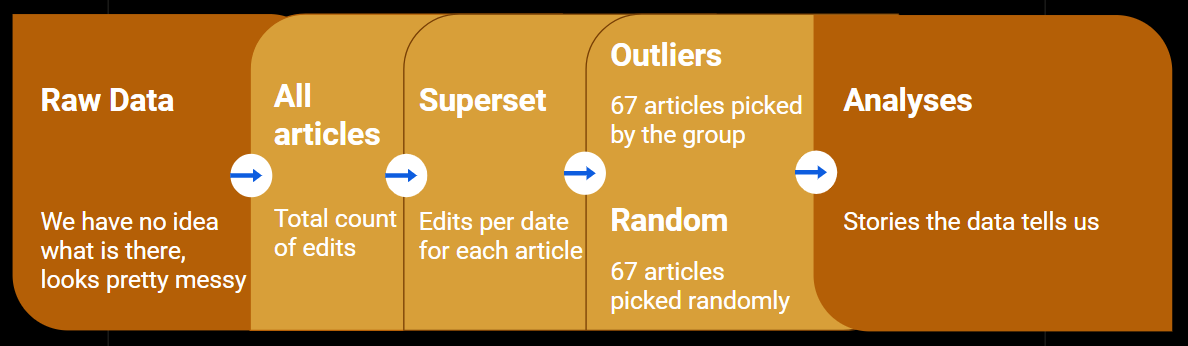 Raw Data
We have no idea
what is there,
looks pretty messy
All
articles
Total count
of edits
Superset
Edits per date
for each article
Outliers
67 articles picked
by the group
Random
67 articles
picked randomly
Analyses
Stories the data tells us